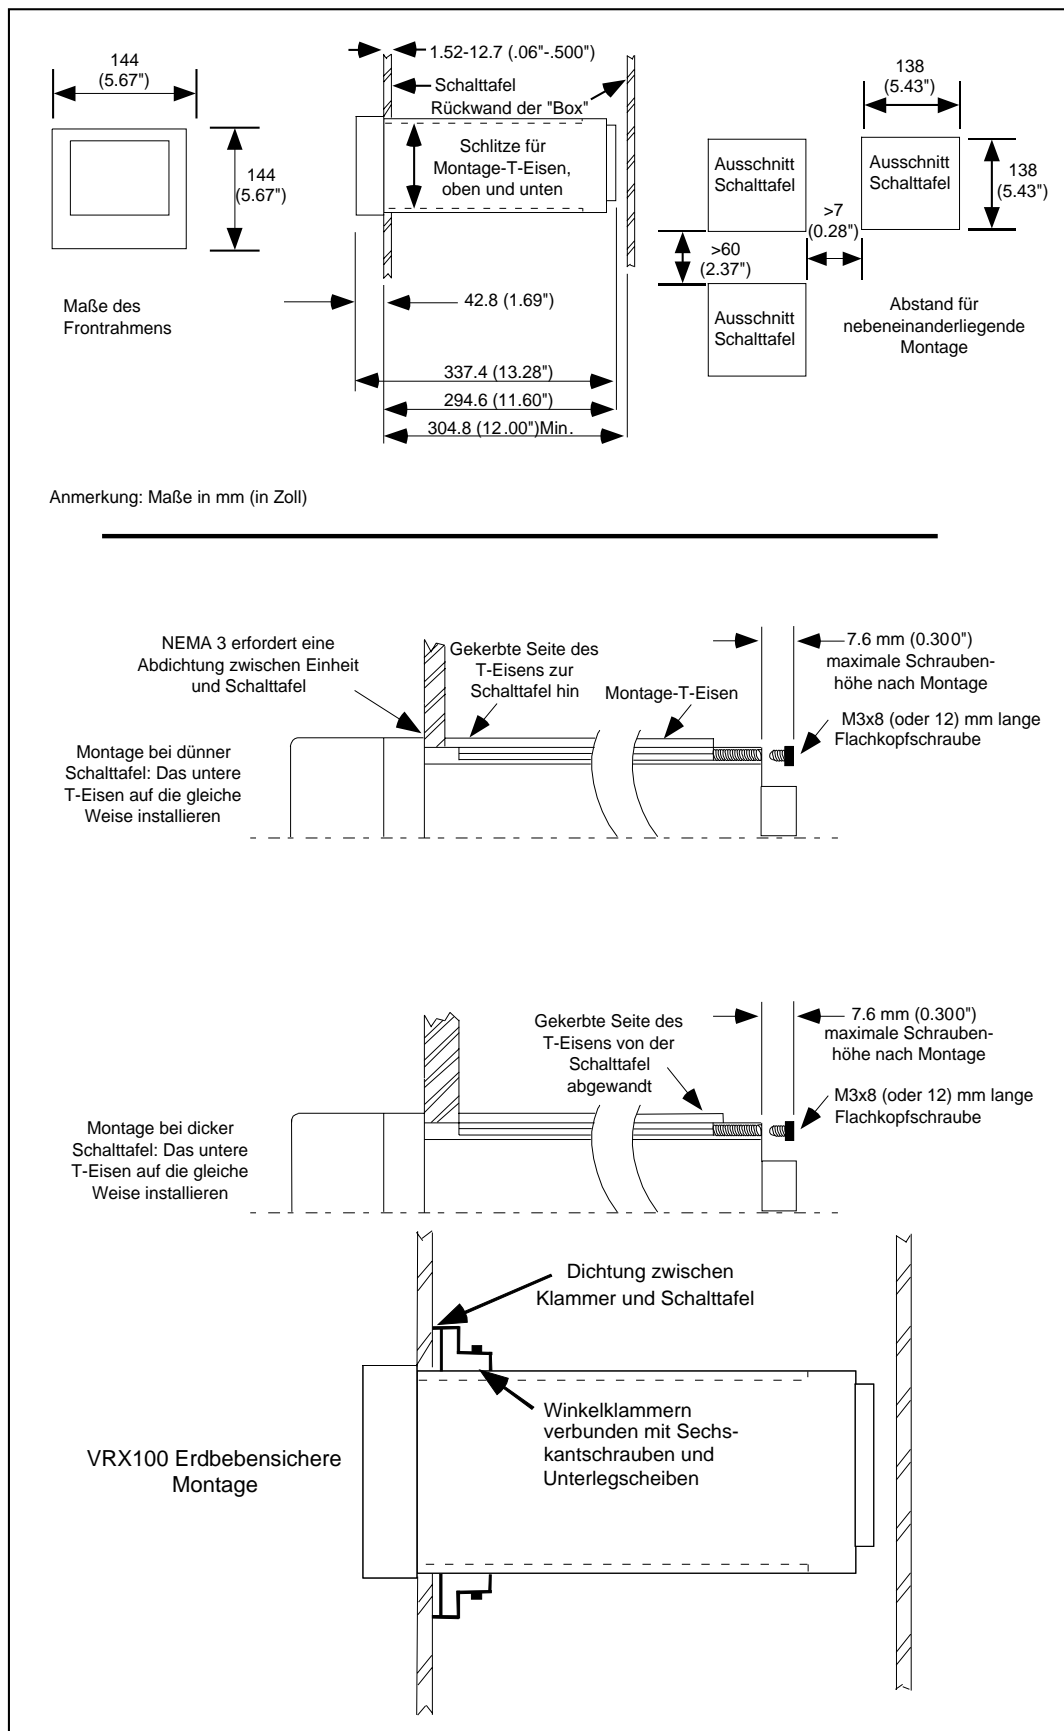 144
(5.67")
144
(5.67")
Maße des
Frontrahmens
1.52-12.7 (.06"-.500")
Schalttafel
Rückwand der "Box"
Schlitze für
Montage-T-Eisen,
oben und unten
42.8 (1.69")
337.4 (13.28")
294.6 (11.60")
304.8 (12.00")Min.
138
(5.43")
Ausschnitt
Schalttafel
Ausschnitt
Schalttafel
138
(5.43")
>7
(0.28")
>60
(2.37")
Ausschnitt
Schalttafel
Abstand für
nebeneinanderliegende
Montage
Anmerkung: Maße in mm (in Zoll)
NEMA 3 erfordert eine
Abdichtung zwischen Einheit
und Schalttafel
Gekerbte Seite des
T-Eisens zur
Schalttafel hin
Montage-T-Eisen
7.6 mm (0.300")
maximale Schrauben-
höhe nach Montage
M3x8 (oder 12) mm lange
Flachkopfschraube
Montage bei dünner
Schalttafel: Das untere
T-Eisen auf die gleiche
Weise installieren
Gekerbte Seite des
T-Eisens von der
Schalttafel
abgewandt
7.6 mm (0.300")
maximale Schrauben-
höhe nach Montage
M3x8 (oder 12) mm lange
Flachkopfschraube
Montage bei dicker
Schalttafel: Das untere
T-Eisen auf die gleiche
Weise installieren
Dichtung zwischen
Klammer und Schalttafel
Winkelklammern
verbunden mit Sechs-
kantschrauben und
Unterlegscheiben
VRX100 Erdbebensichere
Montage